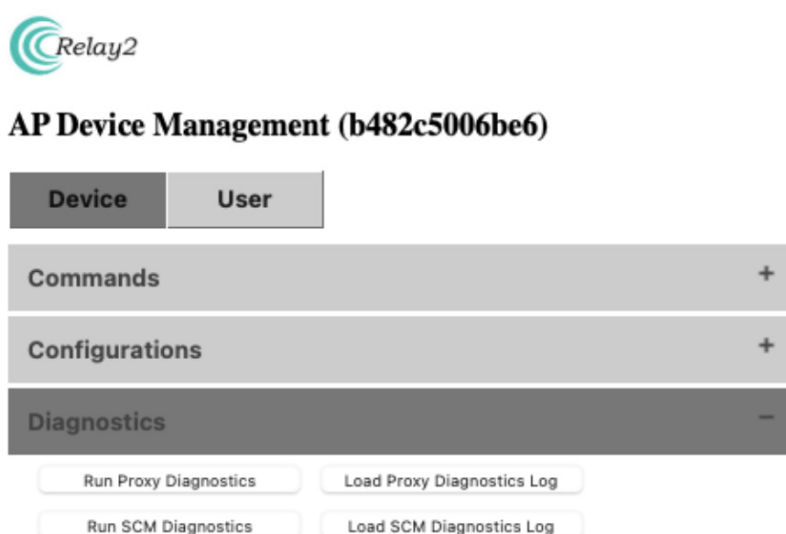 Relay2
AP Device Management (b482c5006be6)
Device User
Commands +
Configurations +
Diagnostics −
Run Proxy Diagnostics Load Proxy Diagnostics Log
Run SCM Diagnostics Load SCM Diagnostics Log